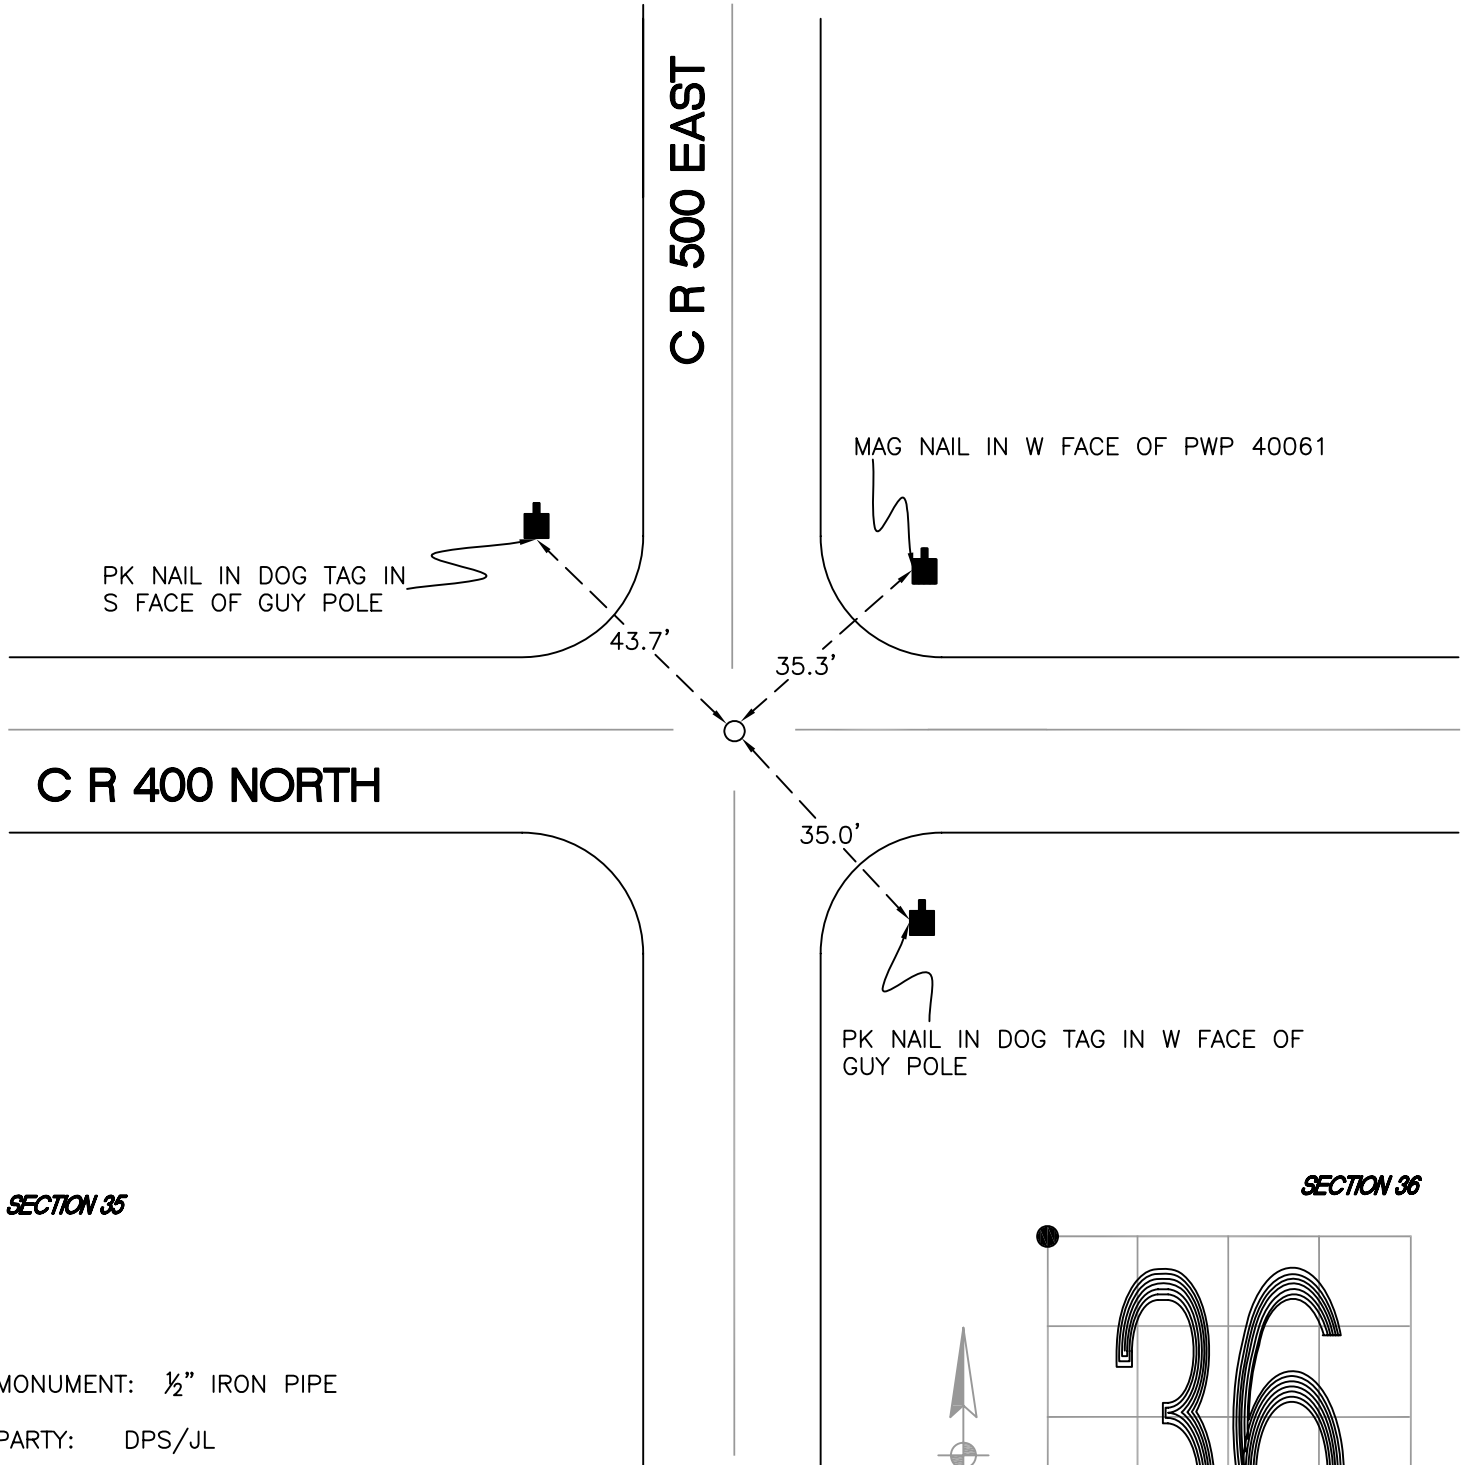 C R 500 EAST
MAG NAIL IN W FACE OF PWP 40061
PK NAIL IN DOG TAG IN
S FACE OF GUY POLE
43.7'
35.3'
C R 400 NORTH
35.0'
PK NAIL IN DOG TAG IN W FACE OF
GUY POLE
SECTION 36
SECTION 35
36
MONUMENT: ½" IRON PIPE
PARTY: DPS/JL